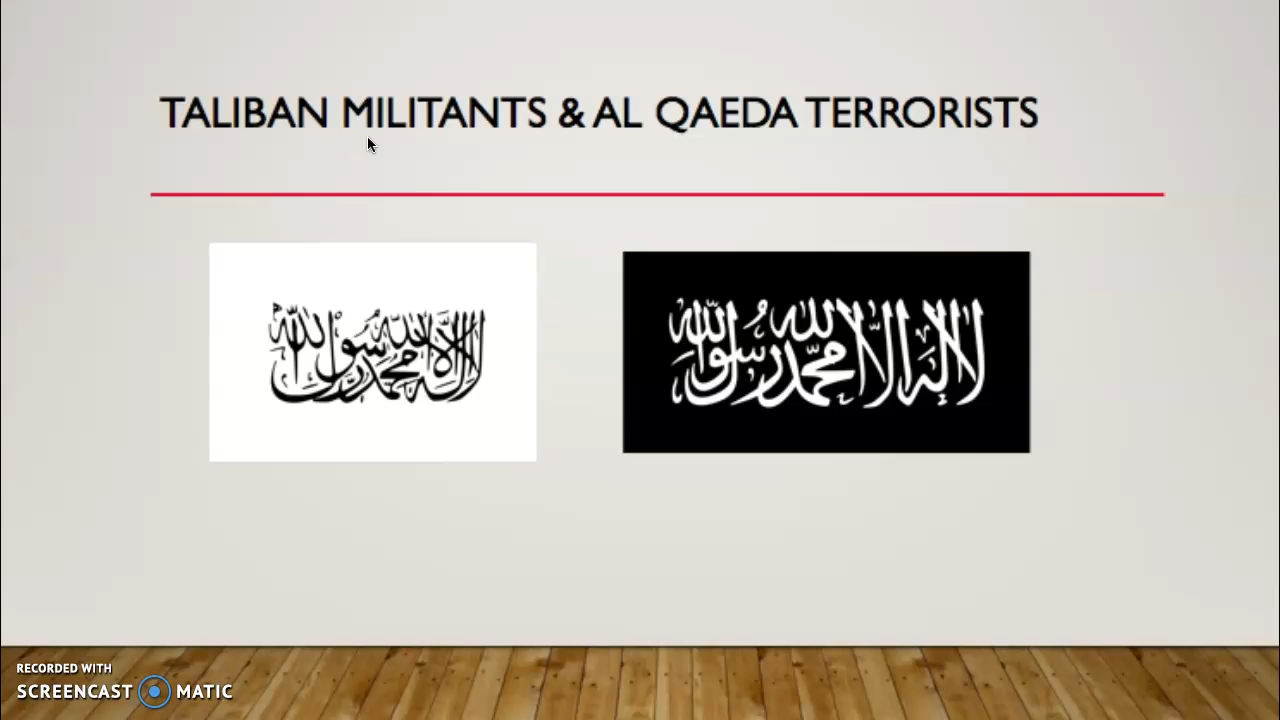 TALIBAN MILITANTS & AL QAEDA TERRORISTS
لا إله إلا الله محمد رسول الله
لا إله إلا الله محمد رسول الله
RECORDED WITH
SCREENCAST MATIC